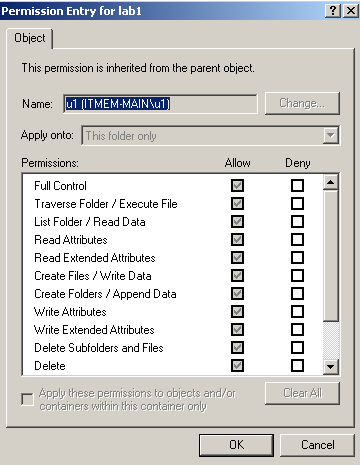 Permission Entry for lab1
Object
This permission is inherited from the parent object.
Name: u1 (ITMEM-MAIN\u1) Change...
Apply onto: This folder only
Permissions: Allow Deny
Full Control
Traverse Folder / Execute File
List Folder / Read Data
Read Attributes
Read Extended Attributes
Create Files / Write Data
Create Folders / Append Data
Write Attributes
Write Extended Attributes
Delete Subfolders and Files
Delete
Apply these permissions to objects and/or
containers within this container only
Clear All
OK Cancel